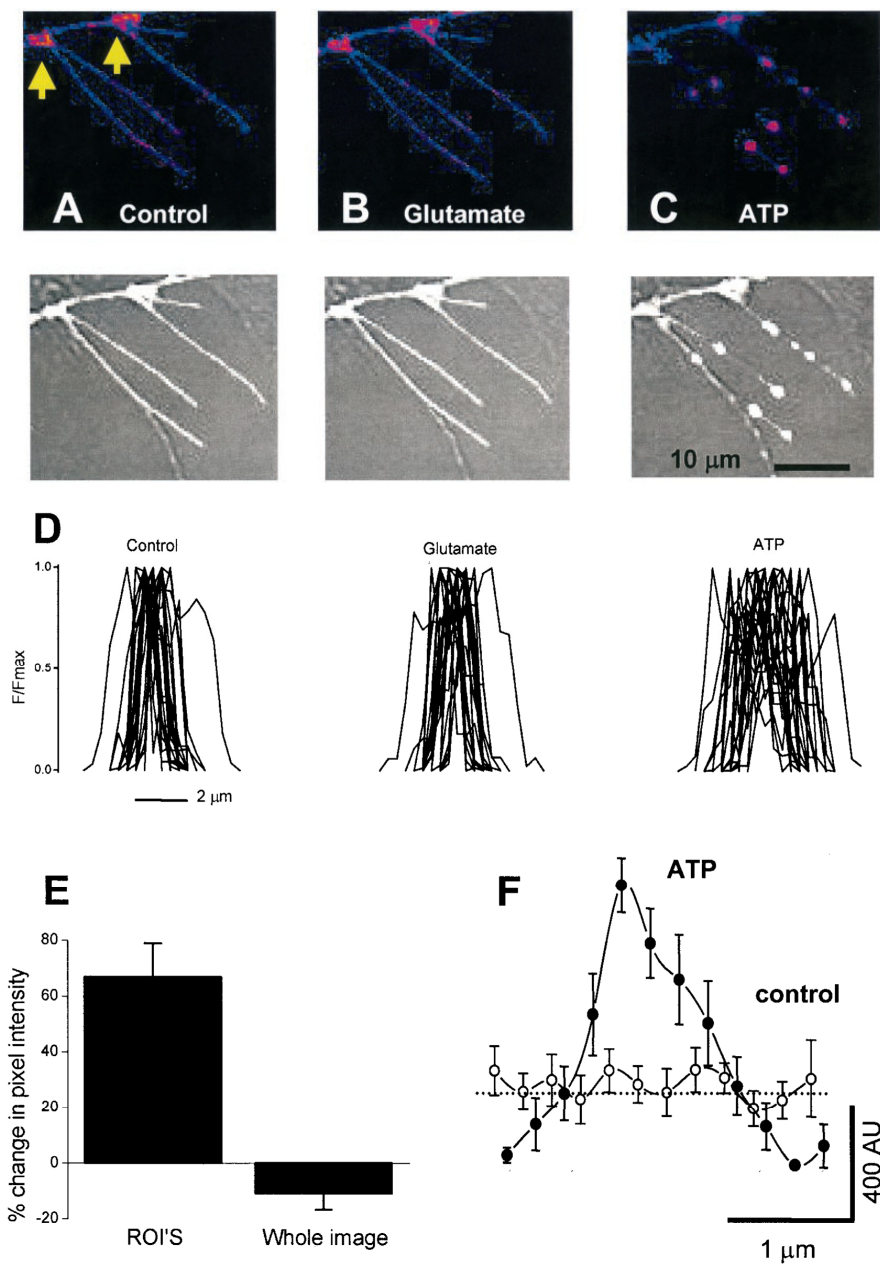 A Control
B Glutamate
C ATP
10 μm
D
Control
Glutamate
ATP
F/Fmax
1.0
0.5
0.0
2 μm
E
% change in pixel intensity
80
60
40
20
0
-20
ROI'S
Whole image
F
ATP
control
400 AU
1 μm